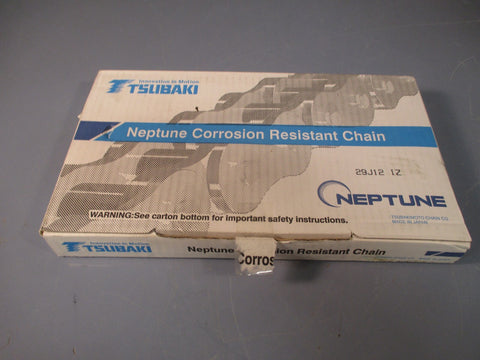 Innovation in Motion
TSUBAKI
Neptune Corrosion Resistant Chain
29J12 1Z
NEPTUNE
TSUBAKIMOTO CHAIN CO.
MADE IN JAPAN
WARNING:See carton bottom for important safety instructions.
Innovation in Motion
TSUBAKI
Neptune Corrosion Resistant Chain
Corros